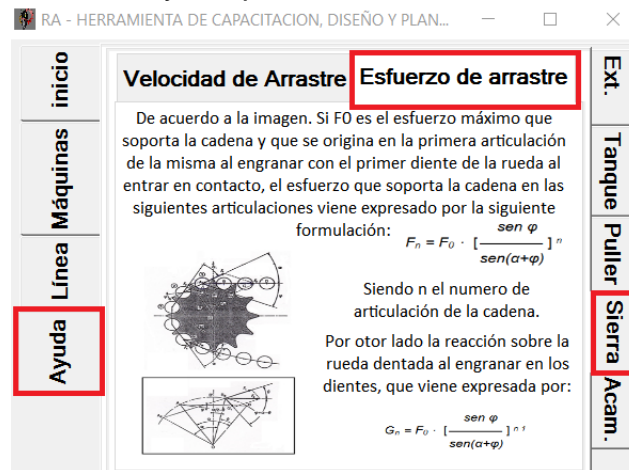 RA - HERRAMIENTA DE CAPACITACION, DISEÑO Y PLAN...
inicio
Máquinas
Línea
Ayuda
Velocidad de Arrastre
Esfuerzo de arrastre
De acuerdo a la imagen. Si F0 es el esfuerzo máximo que
soporta la cadena y que se origina en la primera articulación
de la misma al engranar con el primer diente de la rueda al
entrar en contacto, el esfuerzo que soporta la cadena en las
siguientes articulaciones viene expresado por la siguiente
formulación:
Fn = F0 · [ sen φ / sen(α+φ) ] n
Siendo n el numero de
articulación de la cadena.
Por otor lado la reacción sobre la
rueda dentada al engranar en los
dientes, que viene expresada por:
Gn = F0 · [ sen φ / sen(α+φ) ] n 1
Ext.
Tanque
Puller
Sierra
Acam.